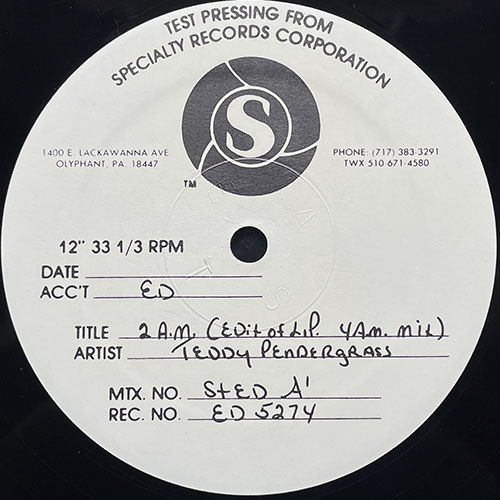 TEST PRESSING FROM
SPECIALTY RECORDS CORPORATION
S
TM
1400 E. LACKAWANNA AVE
OLYPHANT, PA. 18447
PHONE: (717) 383-3291
TWX 510-671-4580
12" 33 1/3 RPM
DATE
ACC'T ED
TITLE 2 A.M. (Edit of L.P. 4 Am. Mix)
ARTIST TEDDY PENDERGRASS
MTX. NO. St ED A'
REC. NO. ED 5274